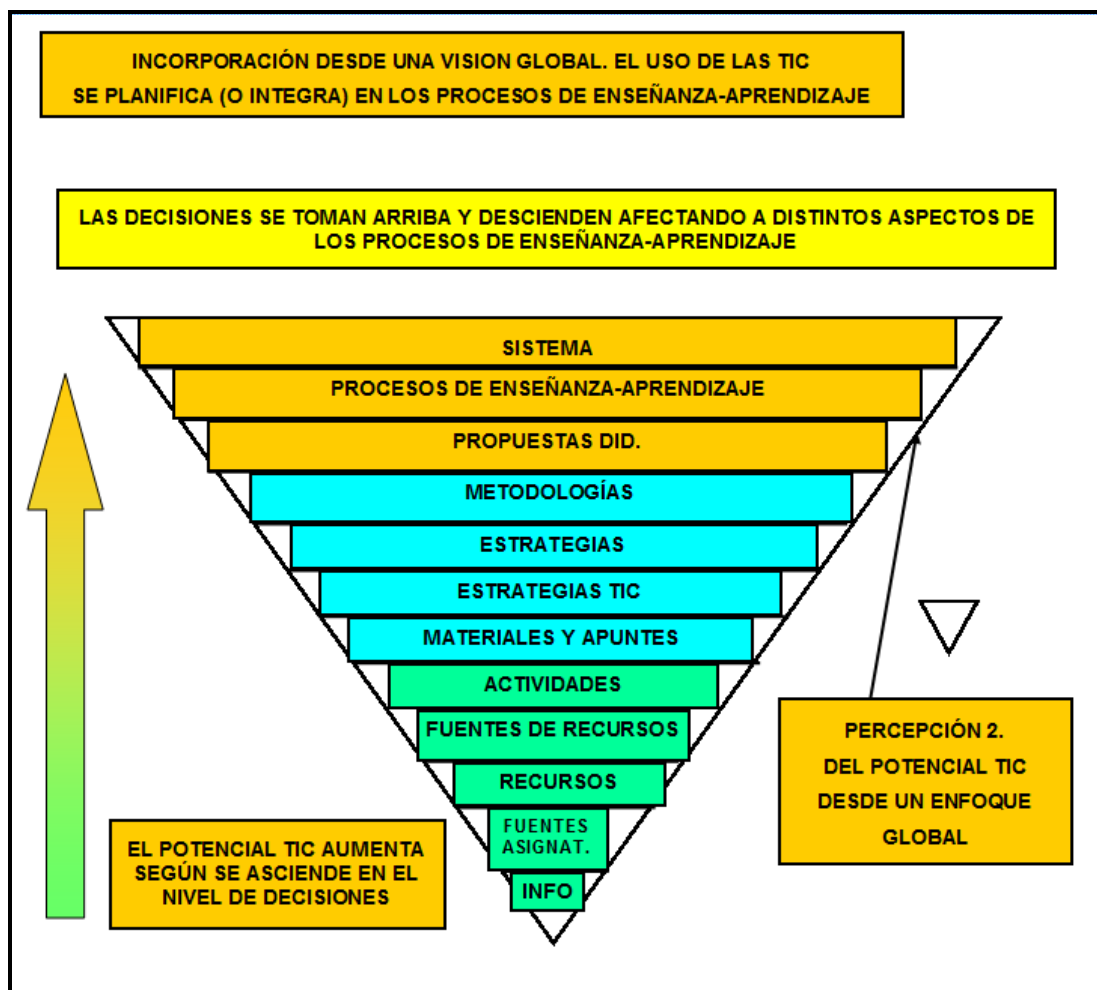 INCORPORACIÓN DESDE UNA VISION GLOBAL. EL USO DE LAS TIC
SE PLANIFICA (O INTEGRA) EN LOS PROCESOS DE ENSEÑANZA-APRENDIZAJE
LAS DECISIONES SE TOMAN ARRIBA Y DESCIENDEN AFECTANDO A DISTINTOS ASPECTOS DE
LOS PROCESOS DE ENSEÑANZA-APRENDIZAJE
SISTEMA
PROCESOS DE ENSEÑANZA-APRENDIZAJE
PROPUESTAS DID.
METODOLOGÍAS
ESTRATEGIAS
ESTRATEGIAS TIC
MATERIALES Y APUNTES
ACTIVIDADES
FUENTES DE RECURSOS
RECURSOS
FUENTES
ASIGNAT.
INFO
PERCEPCIÓN 2.
DEL POTENCIAL TIC
DESDE UN ENFOQUE
GLOBAL
EL POTENCIAL TIC AUMENTA
SEGÚN SE ASCIENDE EN EL
NIVEL DE DECISIONES